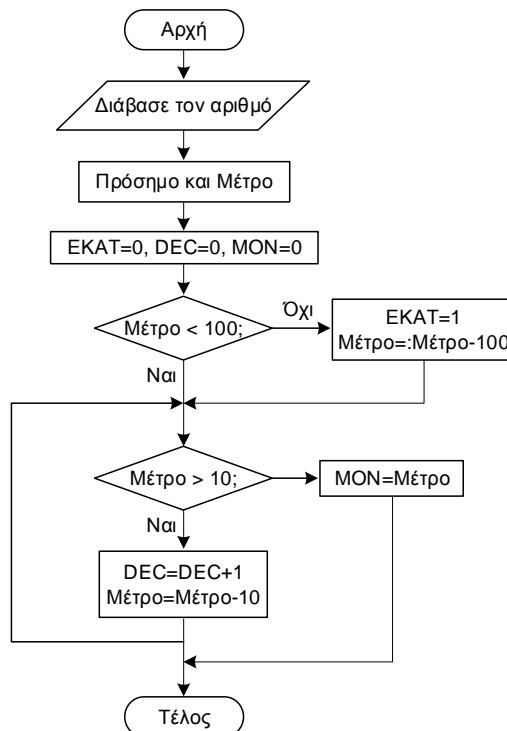 Αρχή
Διάβασε τον αριθμό
Πρόσημο και Μέτρο
ΕΚΑΤ=0, DEC=0, MON=0
Μέτρο < 100;
Όχι
ΕΚΑΤ=1
Μέτρο=:Μέτρο-100
Ναι
Μέτρο > 10;
MON=Μέτρο
Ναι
DEC=DEC+1
Μέτρο=Μέτρο-10
Τέλος